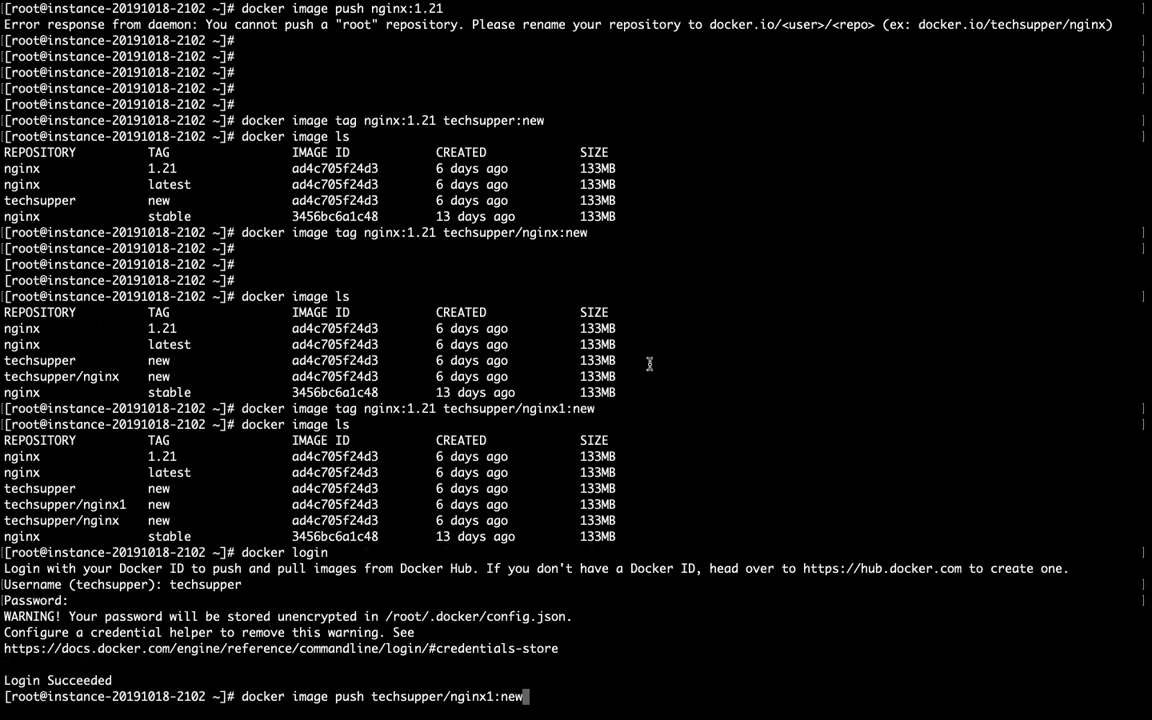 [root@instance-20191018-2102 ~]# docker image push nginx:1.21
Error response from daemon: You cannot push a "root" repository. Please rename your repository to docker.io/<user>/<repo> (ex: docker.io/techsupper/nginx)
[[root@instance-20191018-2102 ~]# ]
[[root@instance-20191018-2102 ~]# ]
[[root@instance-20191018-2102 ~]# ]
[[root@instance-20191018-2102 ~]# ]
[root@instance-20191018-2102 ~]#
[[root@instance-20191018-2102 ~]# docker image tag nginx:1.21 techsupper:new ]
[[root@instance-20191018-2102 ~]# docker image ls ]
REPOSITORY TAG IMAGE ID CREATED SIZE
nginx 1.21 ad4c705f24d3 6 days ago 133MB
nginx latest ad4c705f24d3 6 days ago 133MB
techsupper new ad4c705f24d3 6 days ago 133MB
nginx stable 3456bc6a1c48 13 days ago 133MB
[[root@instance-20191018-2102 ~]# docker image tag nginx:1.21 techsupper/nginx:new ]
[[root@instance-20191018-2102 ~]# ]
[[root@instance-20191018-2102 ~]# ]
[[root@instance-20191018-2102 ~]# ]
[[root@instance-20191018-2102 ~]# docker image ls ]
REPOSITORY TAG IMAGE ID CREATED SIZE
nginx 1.21 ad4c705f24d3 6 days ago 133MB
nginx latest ad4c705f24d3 6 days ago 133MB
techsupper new ad4c705f24d3 6 days ago 133MB
techsupper/nginx new ad4c705f24d3 6 days ago 133MB
nginx stable 3456bc6a1c48 13 days ago 133MB
[[root@instance-20191018-2102 ~]# docker image tag nginx:1.21 techsupper/nginx1:new ]
[[root@instance-20191018-2102 ~]# docker image ls ]
REPOSITORY TAG IMAGE ID CREATED SIZE
nginx 1.21 ad4c705f24d3 6 days ago 133MB
nginx latest ad4c705f24d3 6 days ago 133MB
techsupper new ad4c705f24d3 6 days ago 133MB
techsupper/nginx1 new ad4c705f24d3 6 days ago 133MB
techsupper/nginx new ad4c705f24d3 6 days ago 133MB
nginx stable 3456bc6a1c48 13 days ago 133MB
[[root@instance-20191018-2102 ~]# docker login ]
Login with your Docker ID to push and pull images from Docker Hub. If you don't have a Docker ID, head over to https://hub.docker.com to create one.
[Username (techsupper): techsupper ]
[Password: ]
WARNING! Your password will be stored unencrypted in /root/.docker/config.json.
Configure a credential helper to remove this warning. See
https://docs.docker.com/engine/reference/commandline/login/#credentials-store
Login Succeeded
[root@instance-20191018-2102 ~]# docker image push techsupper/nginx1:new